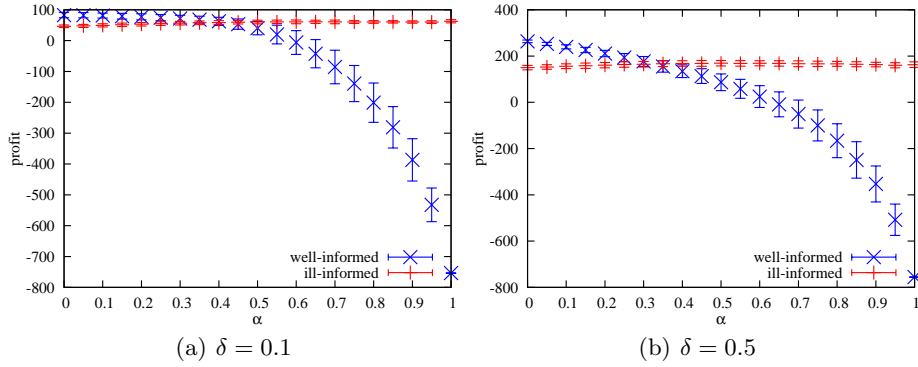 100
0
-100
-200
-300
-400
-500
-600
-700
-800
profit
well-informed
ill-informed
0 0.1 0.2 0.3 0.4 0.5 0.6 0.7 0.8 0.9 1
α
(a) δ = 0.1
400
200
0
-200
-400
-600
-800
profit
well-informed
ill-informed
0 0.1 0.2 0.3 0.4 0.5 0.6 0.7 0.8 0.9 1
α
(b) δ = 0.5